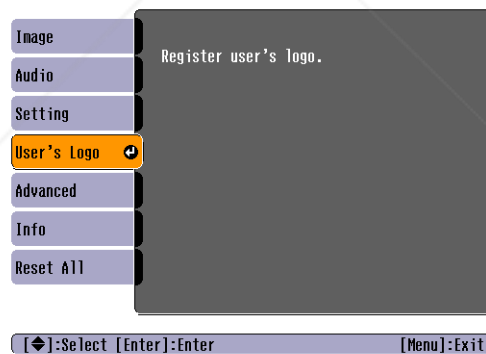 Image
Audio
Setting
User's Logo
Advanced
Info
Reset All
Register user's logo.
[◆]:Select [Enter]:Enter [Menu]:Exit